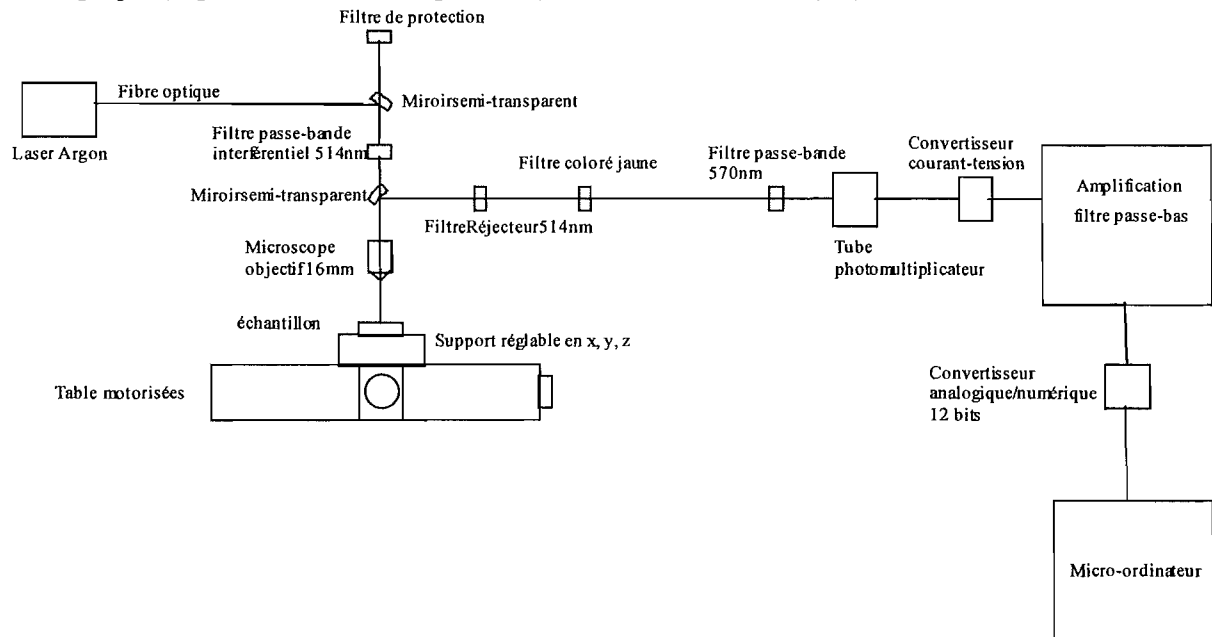 Filtre de protection
Fibre optique
Miroirsemi-transparent
Laser Argon
Filtre passe-bande
interférentiel 514nm
Filtre coloré jaune
Filtre passe-bande
570nm
Convertisseur
courant-tension
Amplification
filtre passe-bas
Miroirsemi-transparent
FiltreRéjecteur514nm
Tube
photomultiplicateur
Microscope
objectif16mm
échantillon
Support réglable en x, y, z
Table motorisées
Convertisseur
analogique/numérique
12 bits
Micro-ordinateur